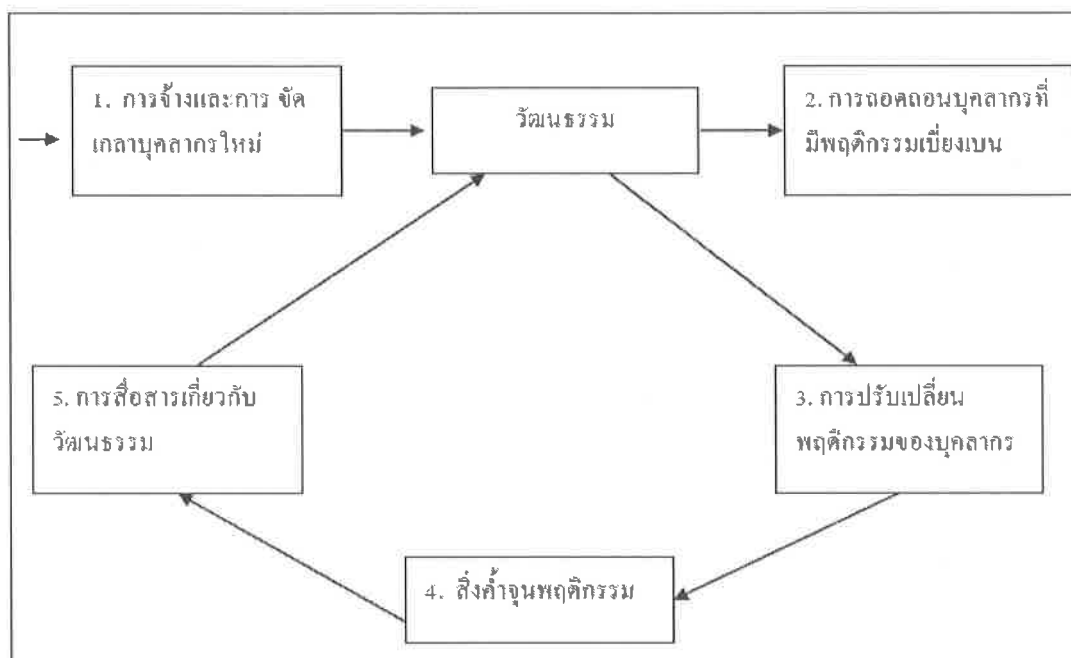 1. การจ้างและการ ขัด
เกลาบุคลากรใหม่
วัฒนธรรม
2. การถอดถอนบุคลากรที่
มีพฤติกรรมเบี่ยงเบน
5. การสื่อสารเกี่ยวกับ
วัฒนธรรม
3. การปรับเปลี่ยน
พฤติกรรมของบุคลากร
4. สิ่งค้ำจุนพฤติกรรม